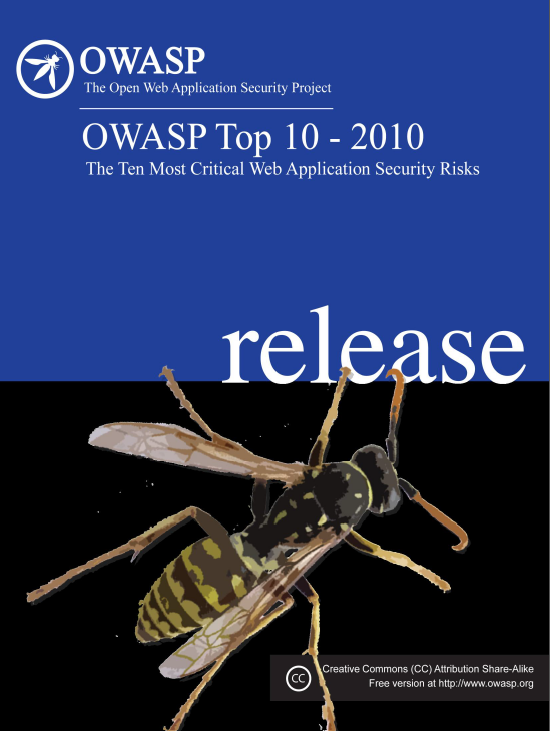 OWASP
The Open Web Application Security Project
OWASP Top 10 - 2010
The Ten Most Critical Web Application Security Risks
release
CC
Creative Commons (CC) Attribution Share-Alike
Free version at http://www.owasp.org